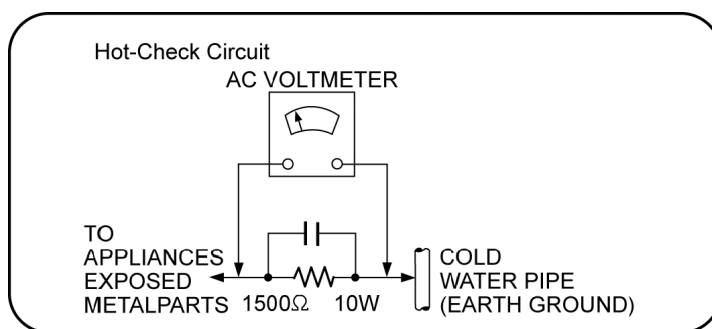 Hot-Check Circuit
AC VOLTMETER
TO
APPLIANCES
EXPOSED
METALPARTS
1500Ω
10W
COLD
WATER PIPE
(EARTH GROUND)